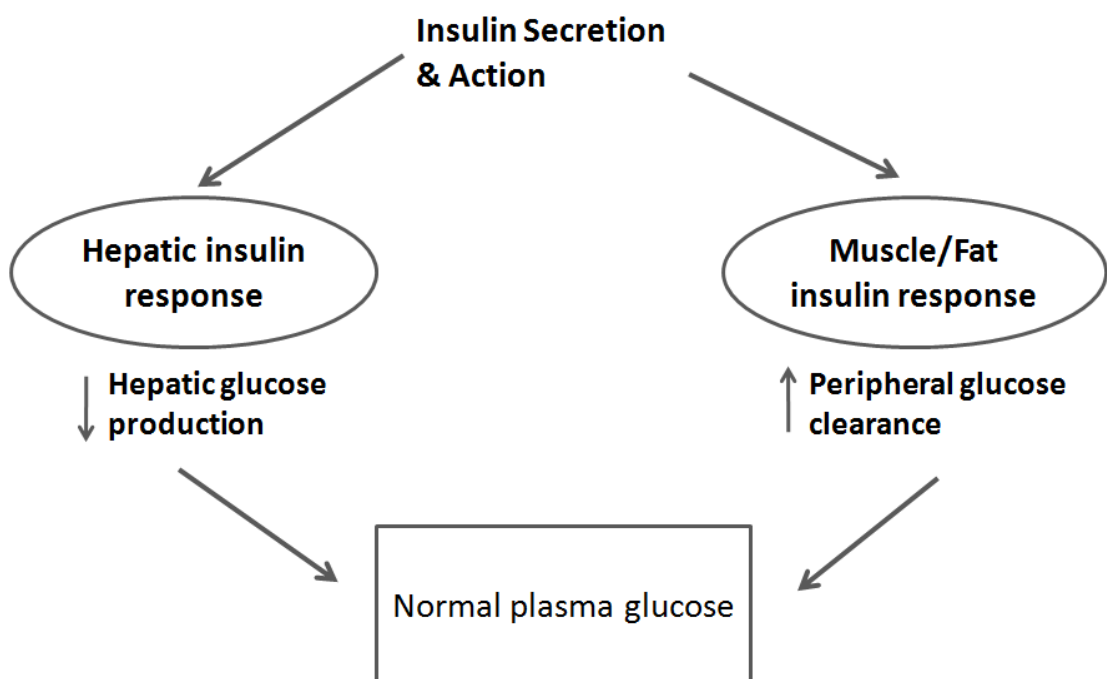 Insulin Secretion
& Action
Hepatic insulin
response
Muscle/Fat
insulin response
Hepatic glucose
production
Peripheral glucose
clearance
Normal plasma glucose